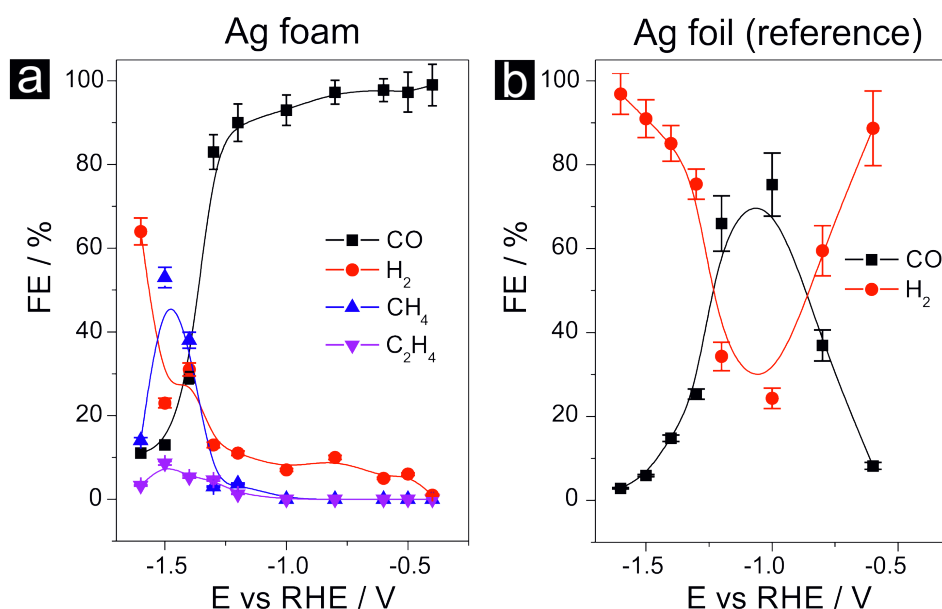 Ag foam
a
100
80
60
40
20
0
FE / %
CO
H₂
CH₄
C₂H₄
-1.5
-1.0
-0.5
E vs RHE / V
Ag foil (reference)
b
100
80
60
40
20
0
FE / %
CO
H₂
-1.5
-1.0
-0.5
E vs RHE / V